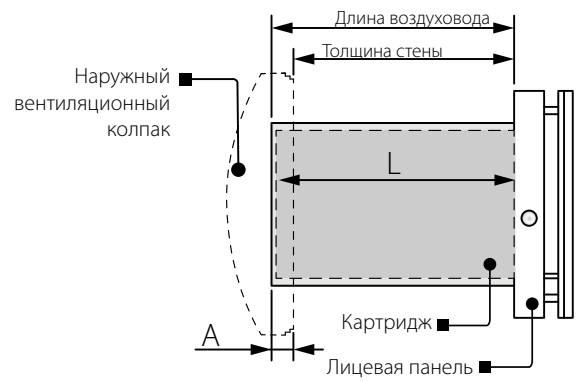 Длина воздуховода
Толщина стены
Наружный
вентиляционный
колпак
L
A
Картридж
Лицевая панель